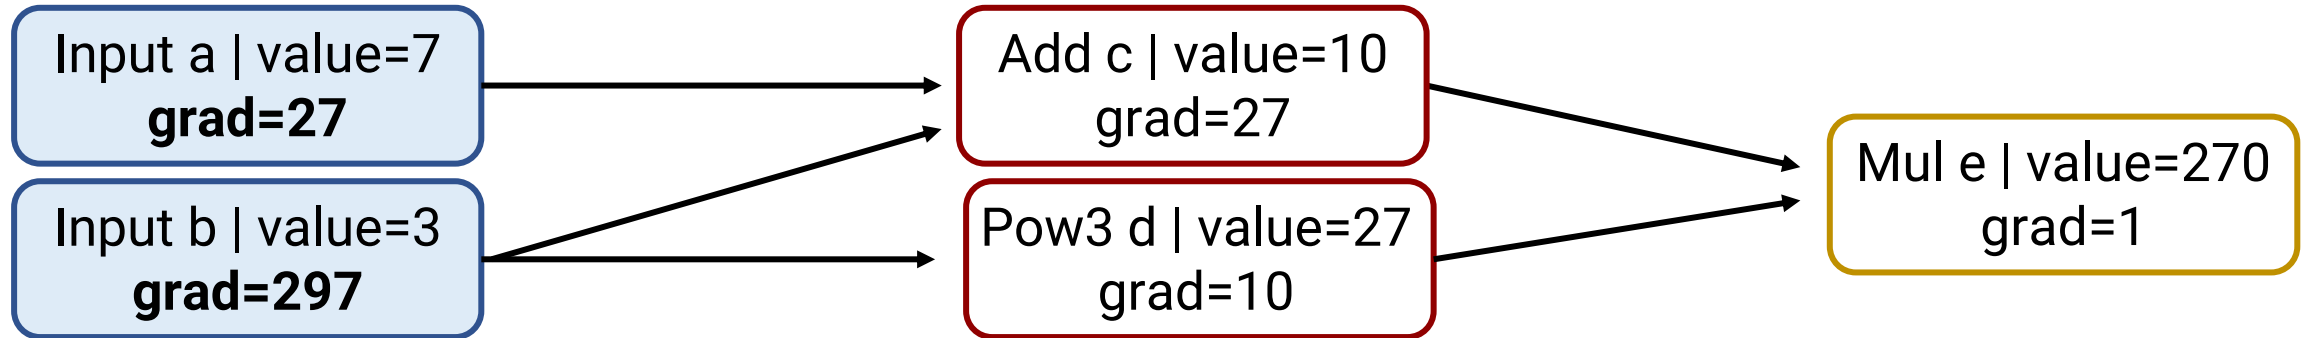 Input a | value=7
grad=27
Input b | value=3
grad=297
Add c | value=10
grad=27
Pow3 d | value=27
grad=10
Mul e | value=270
grad=1